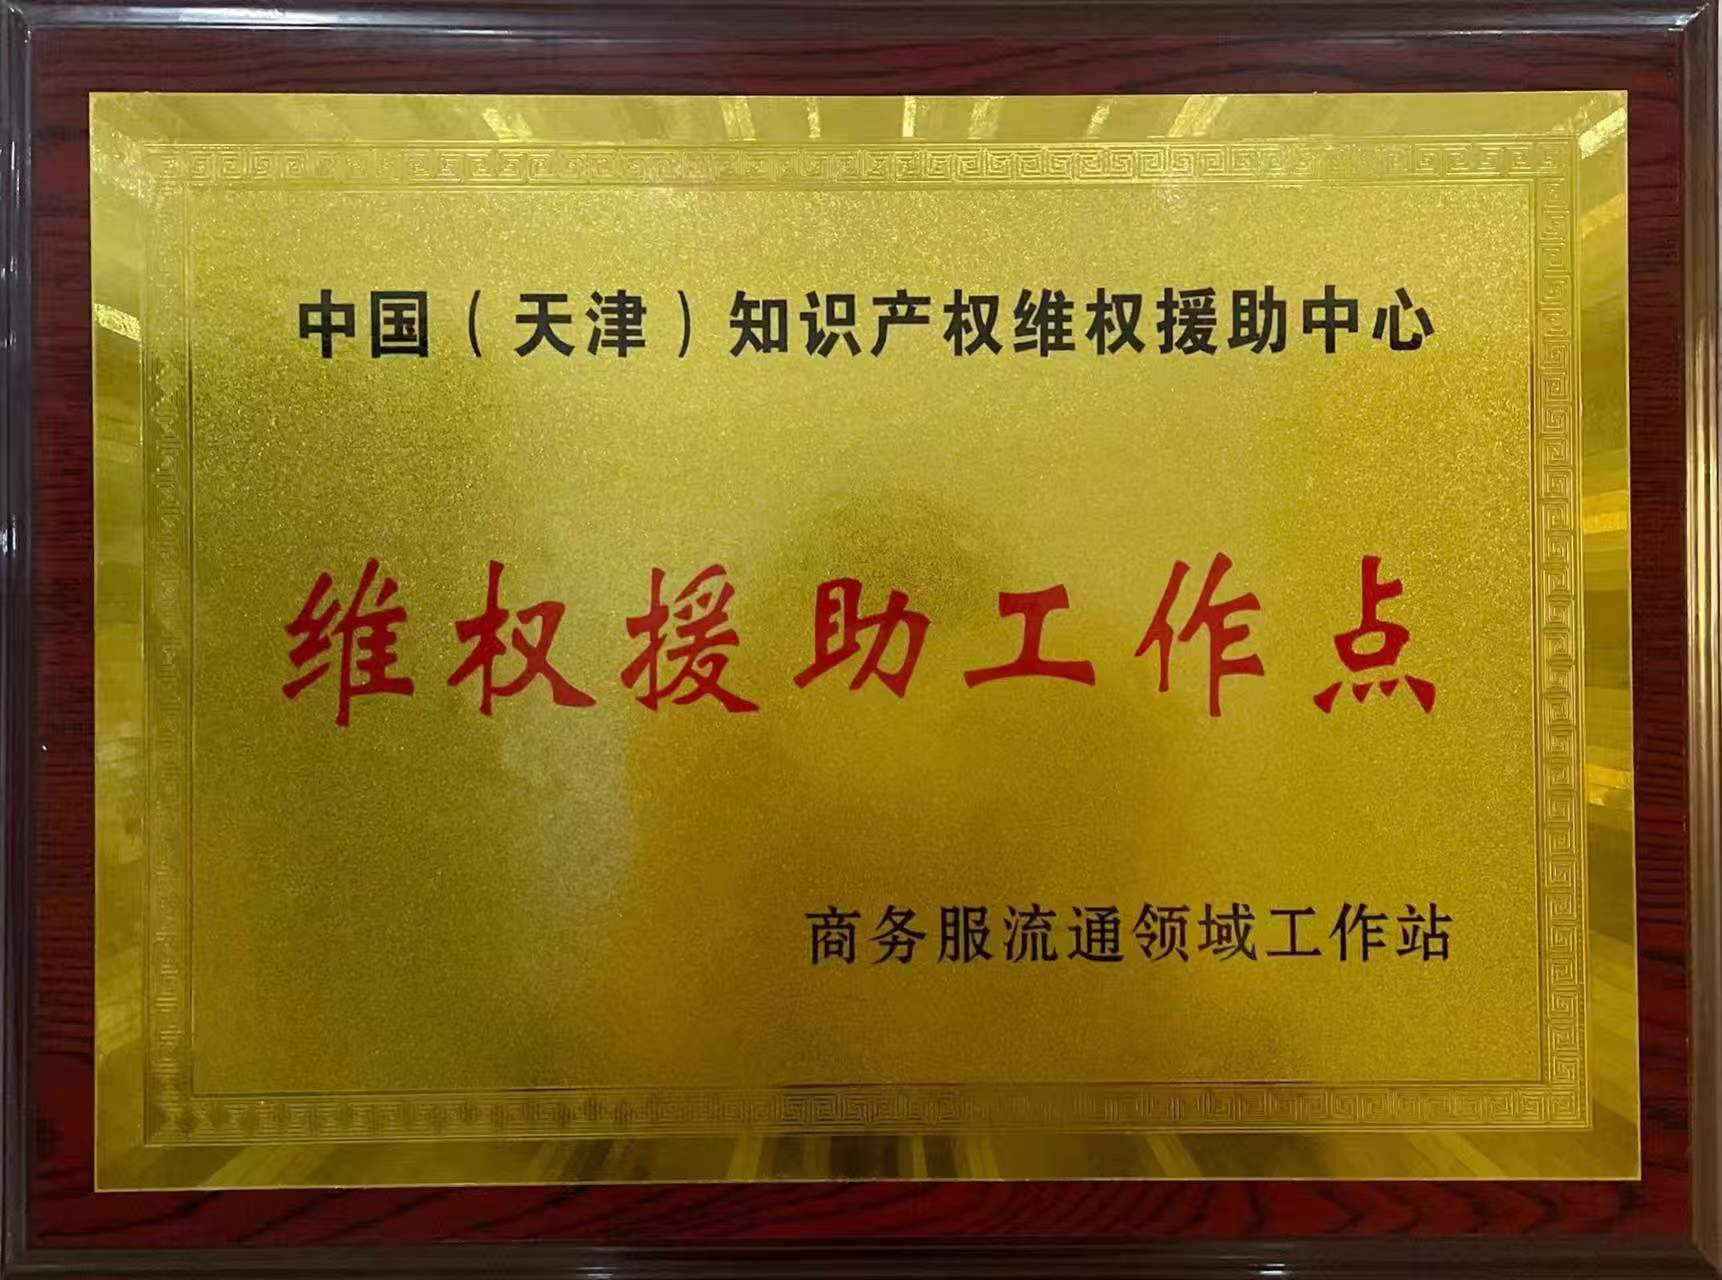 中国（天津）知识产权维权援助中心
维权援助工作点
商务服流通领域工作站